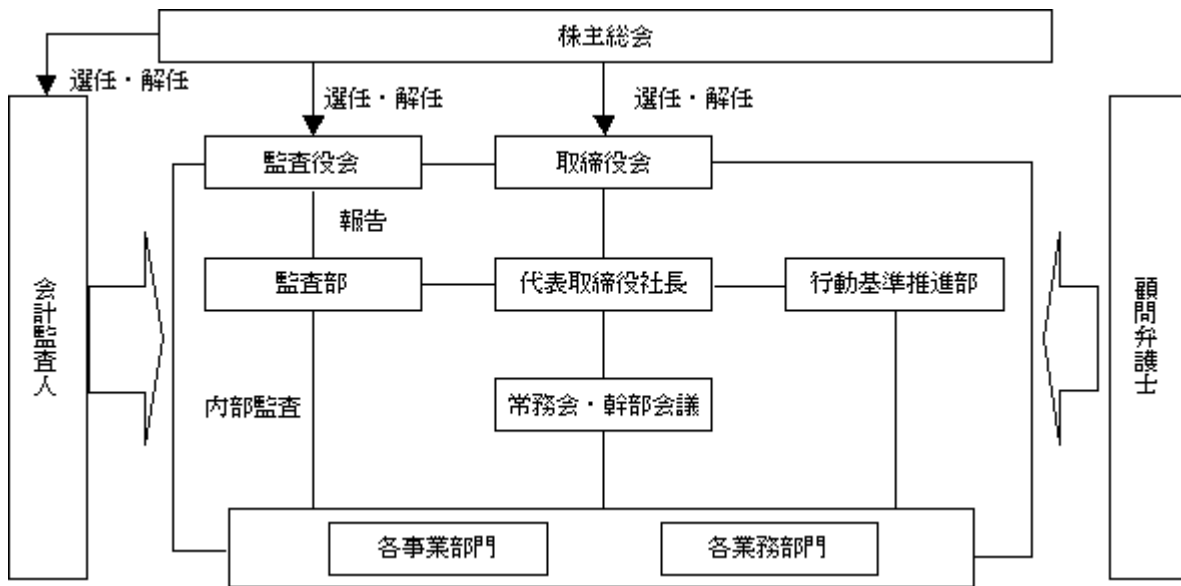 株主総会
選任・解任
選任・解任
選任・解任
監査役会
取締役会
報告
監査部
代表取締役社長
行動基準推進部
会計監査人
顧問弁護士
内部監査
常務会・幹部会議
各事業部門
各業務部門